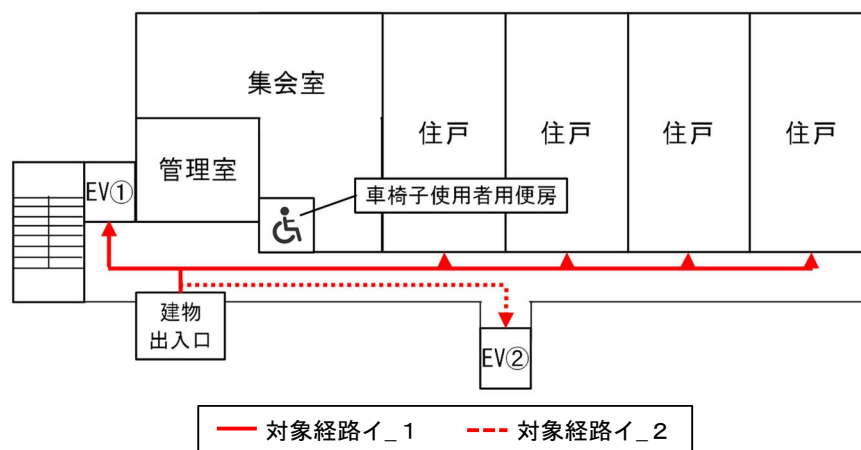 集会室
住戸
住戸
住戸
住戸
管理室
EV①
車椅子使用者用便房
建物
出入口
EV②
対象経路イ_1
対象経路イ_2